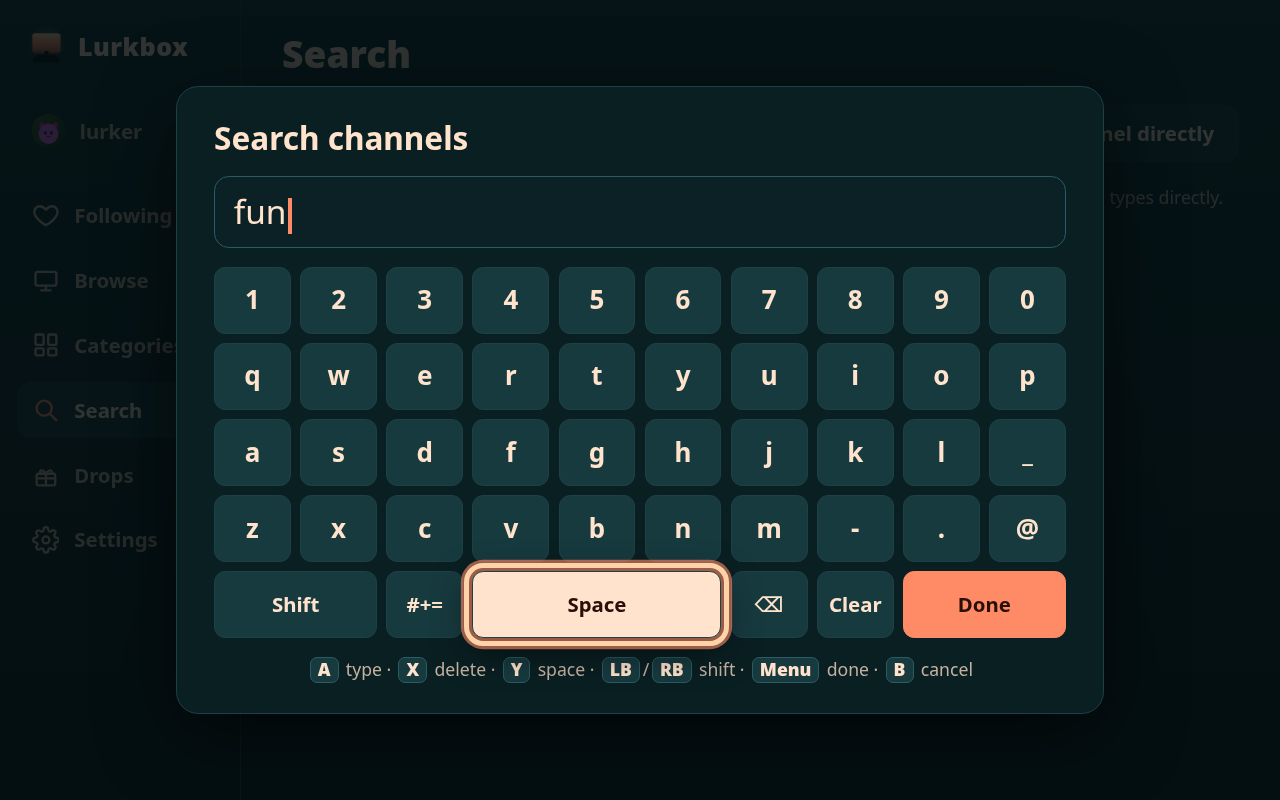 Lurkbox
lurker
Following
Browse
Categories
Search
Drops
Settings
Search
nel directly
types directly.
Search channels
fun
1 2 3 4 5 6 7 8 9 0
q w e r t y u i o p
a s d f g h j k l _
z x c v b n m - . @
Shift #+= Space ⌫ Clear Done
A type · X delete · Y space · LB / RB shift · Menu done · B cancel